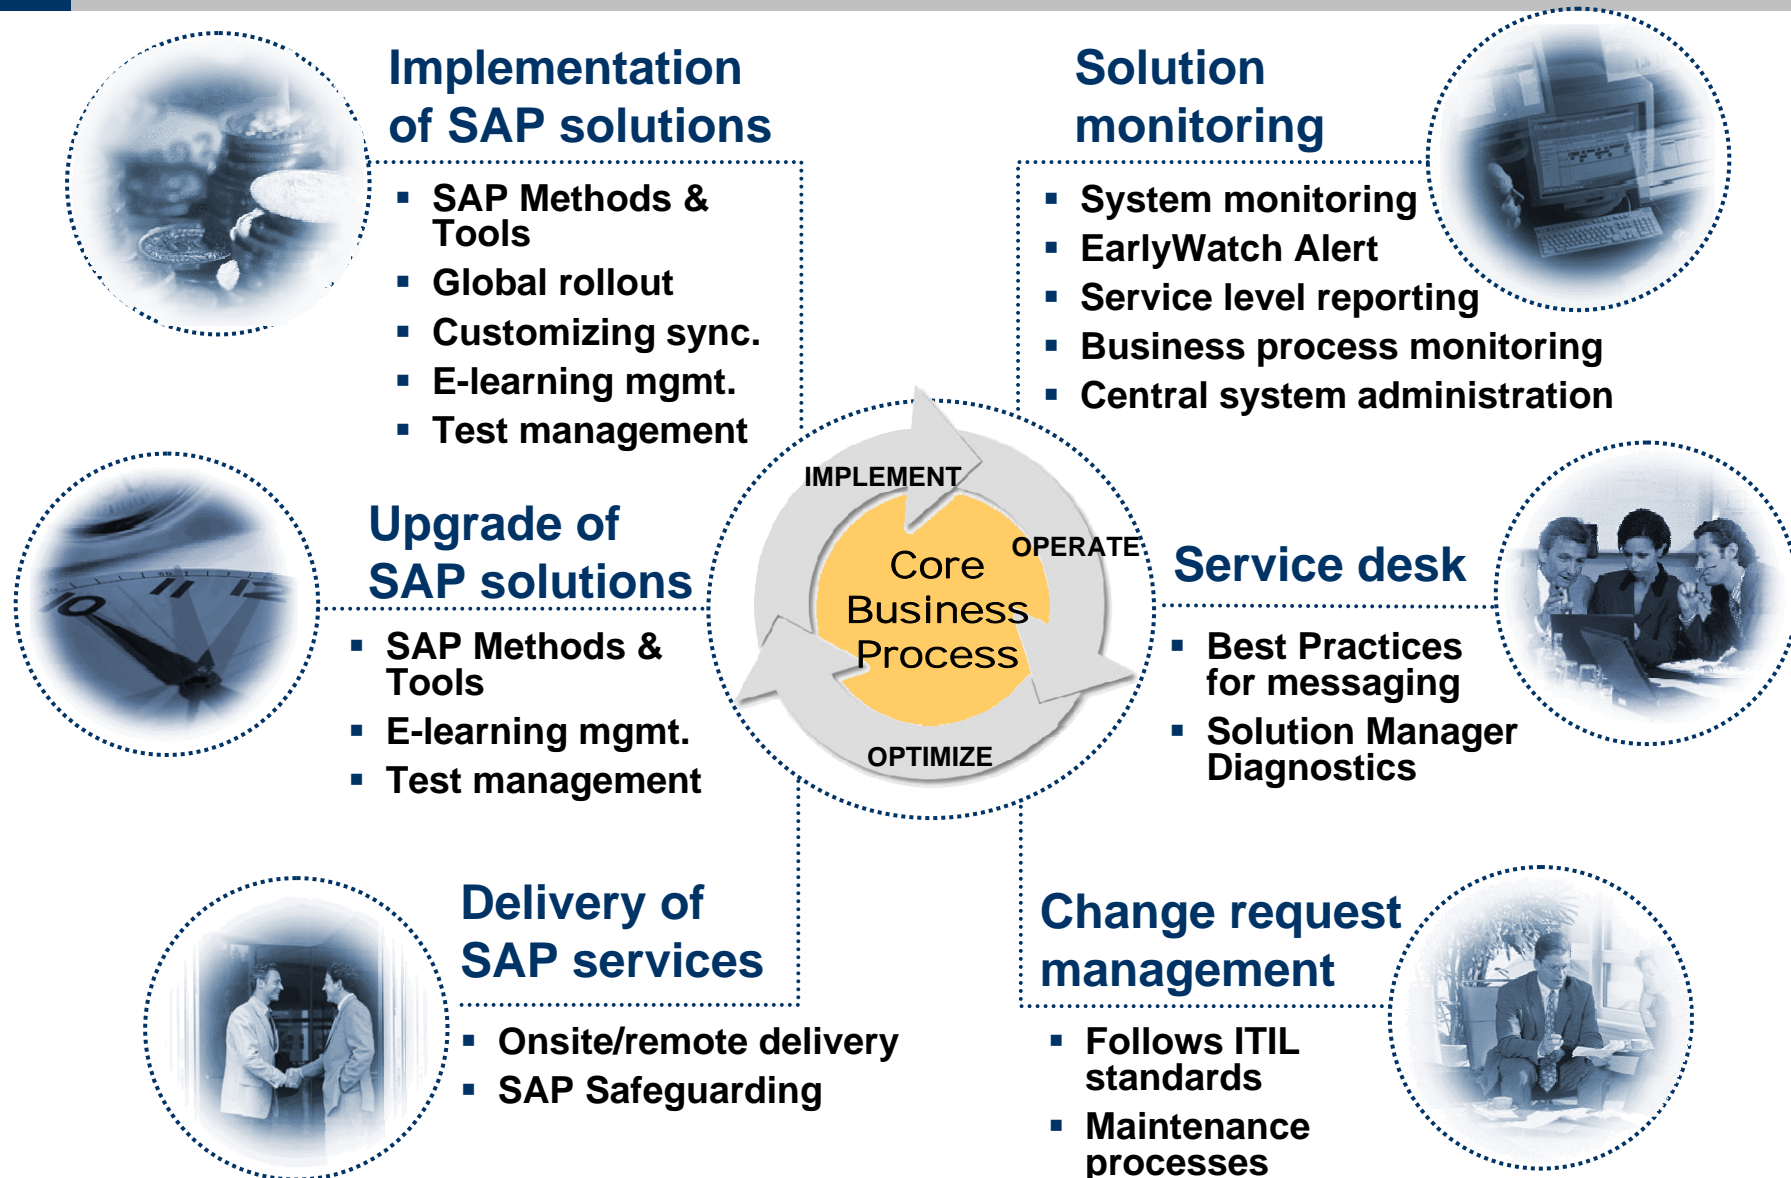 Implementation
of SAP solutions
▪ SAP Methods &
Tools
▪ Global rollout
▪ Customizing sync.
▪ E-learning mgmt.
▪ Test management
Solution
monitoring
▪ System monitoring
▪ EarlyWatch Alert
▪ Service level reporting
▪ Business process monitoring
▪ Central system administration
Upgrade of
SAP solutions
▪ SAP Methods &
Tools
▪ E-learning mgmt.
▪ Test management
IMPLEMENT
OPERATE
OPTIMIZE
Core
Business
Process
Service desk
▪ Best Practices
for messaging
▪ Solution Manager
Diagnostics
Delivery of
SAP services
▪ Onsite/remote delivery
▪ SAP Safeguarding
Change request
management
▪ Follows ITIL
standards
▪ Maintenance
processes
10
11
12